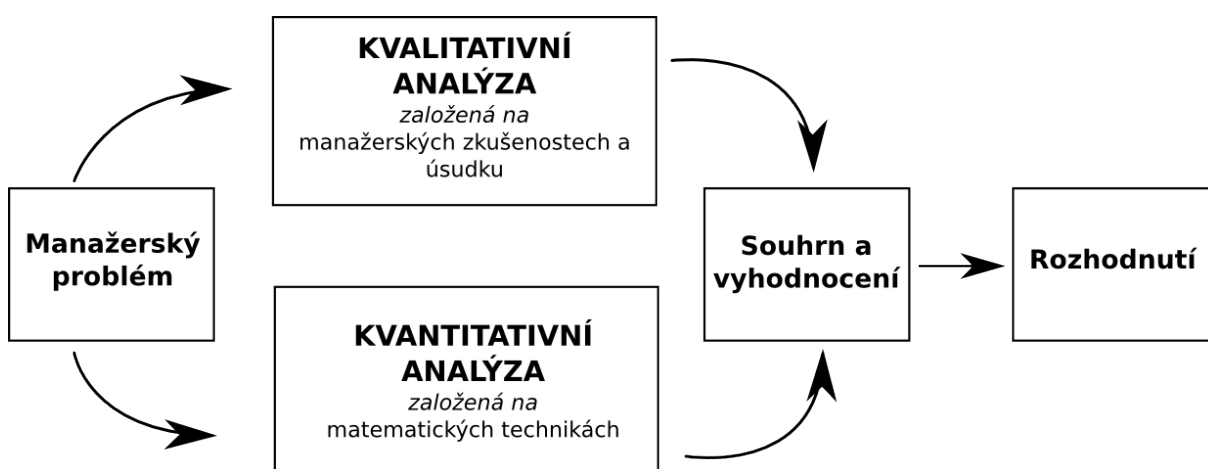 Manažerský
problém
KVALITATIVNÍ
ANALÝZA
založená na
manažerských zkušenostech a
úsudku
KVANTITATIVNÍ
ANALÝZA
založená na
matematických technikách
Souhrn a
vyhodnocení
Rozhodnutí